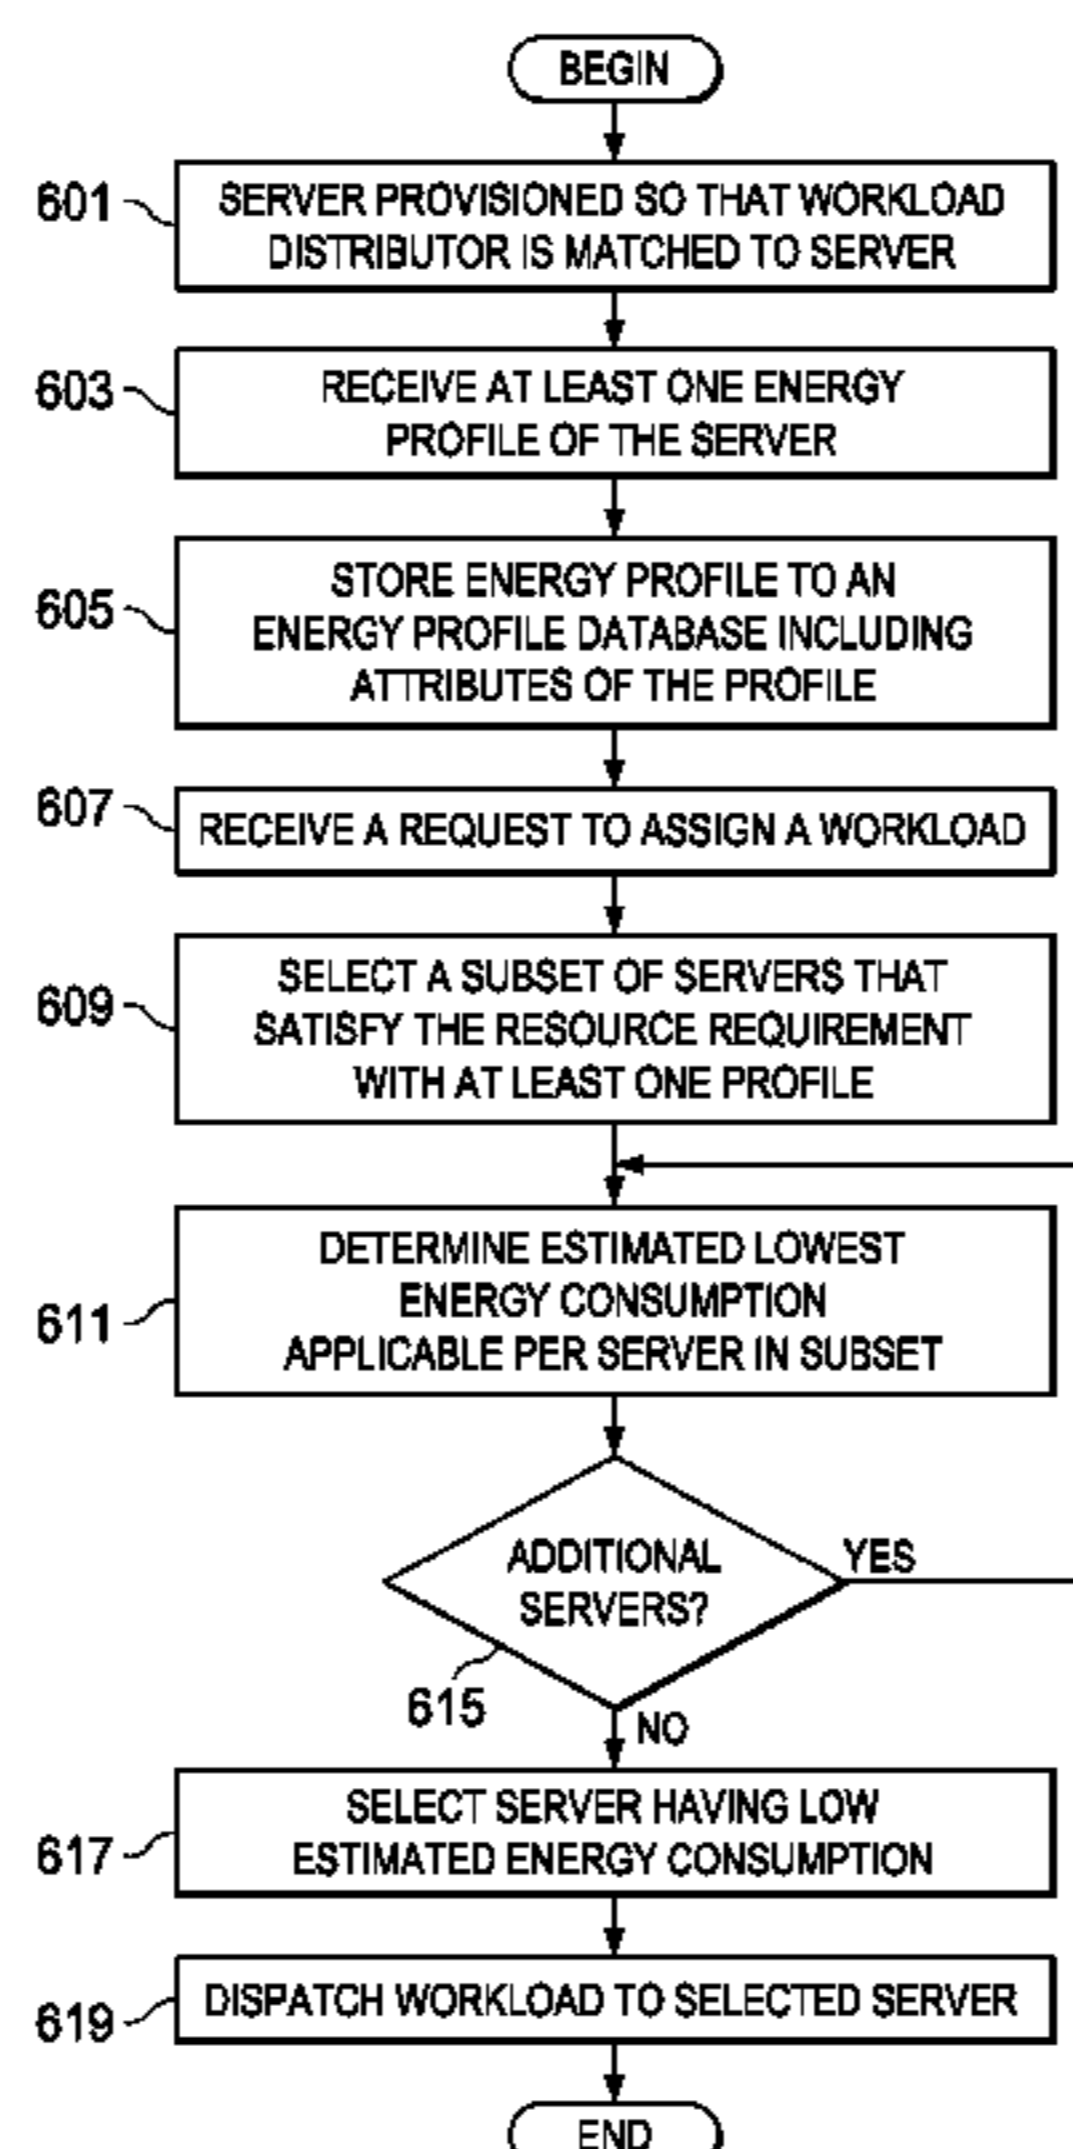 BEGIN
601
SERVER PROVISIONED SO THAT WORKLOAD
DISTRIBUTOR IS MATCHED TO SERVER
603
RECEIVE AT LEAST ONE ENERGY
PROFILE OF THE SERVER
605
STORE ENERGY PROFILE TO AN
ENERGY PROFILE DATABASE INCLUDING
ATTRIBUTES OF THE PROFILE
607
RECEIVE A REQUEST TO ASSIGN A WORKLOAD
609
SELECT A SUBSET OF SERVERS THAT
SATISFY THE RESOURCE REQUIREMENT
WITH AT LEAST ONE PROFILE
611
DETERMINE ESTIMATED LOWEST
ENERGY CONSUMPTION
APPLICABLE PER SERVER IN SUBSET
ADDITIONAL
SERVERS?
YES
615
NO
617
SELECT SERVER HAVING LOW
ESTIMATED ENERGY CONSUMPTION
619
DISPATCH WORKLOAD TO SELECTED SERVER
END